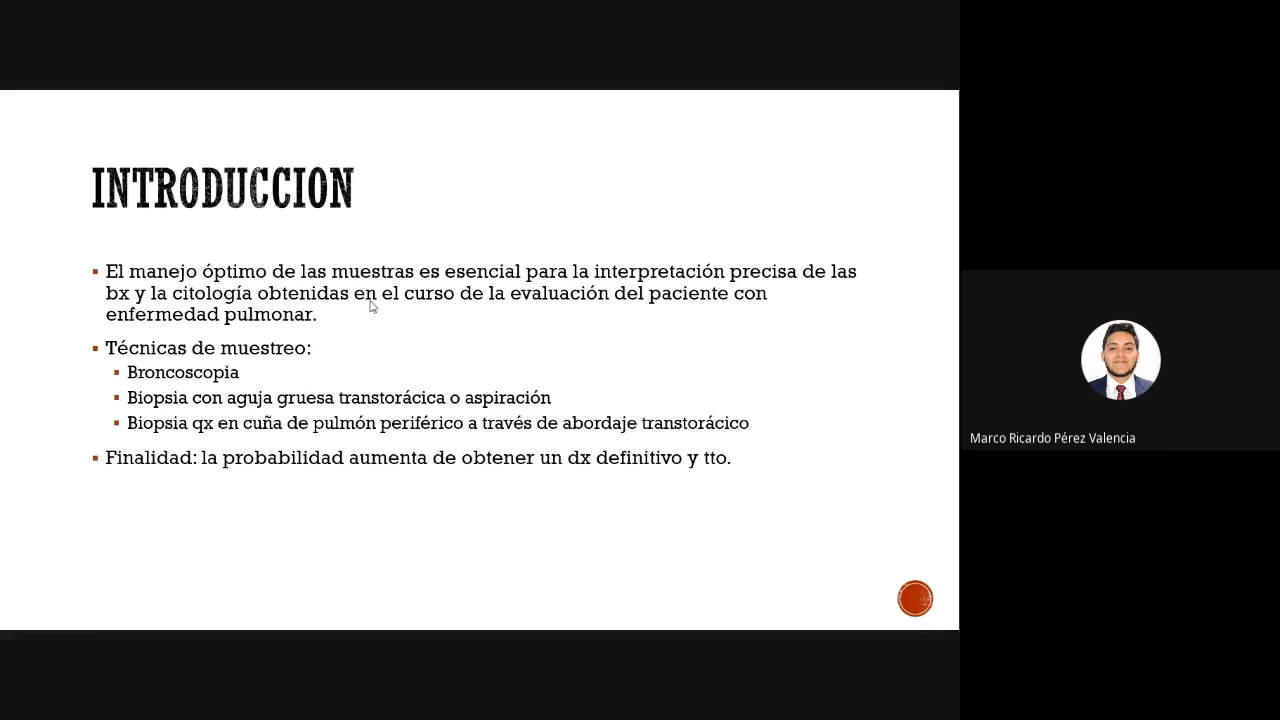 INTRODUCCION
▪ El manejo óptimo de las muestras es esencial para la interpretación precisa de las
bx y la citología obtenidas en el curso de la evaluación del paciente con
enfermedad pulmonar.
▪ Técnicas de muestreo:
▪ Broncoscopia
▪ Biopsia con aguja gruesa transtorácica o aspiración
▪ Biopsia qx en cuña de pulmón periférico a través de abordaje transtorácico
▪ Finalidad: la probabilidad aumenta de obtener un dx definitivo y tto.
Marco Ricardo Pérez Valencia